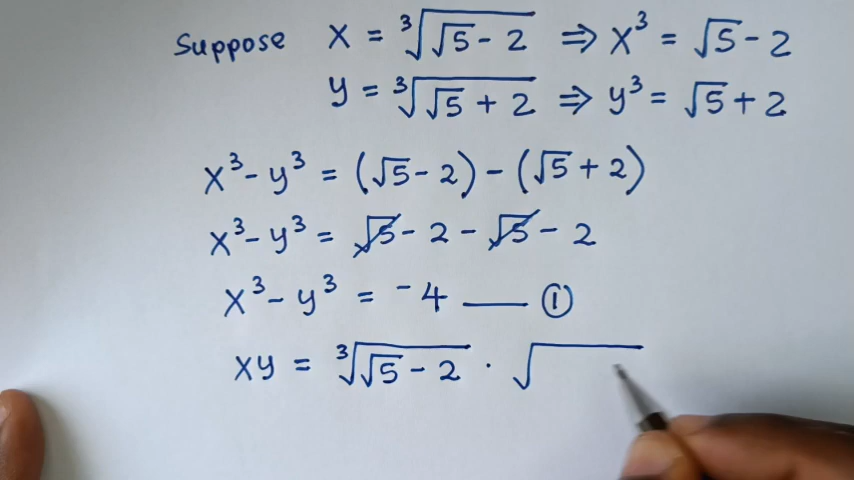 Suppose x = ∛(√5 - 2) ⇒ x³ = √5 - 2
y = ∛(√5 + 2) ⇒ y³ = √5 + 2
x³ - y³ = (√5 - 2) - (√5 + 2)
x³ - y³ = √5 - 2 - √5 - 2
x³ - y³ = -4 —— ①
xy = ∛(√5 - 2) · √